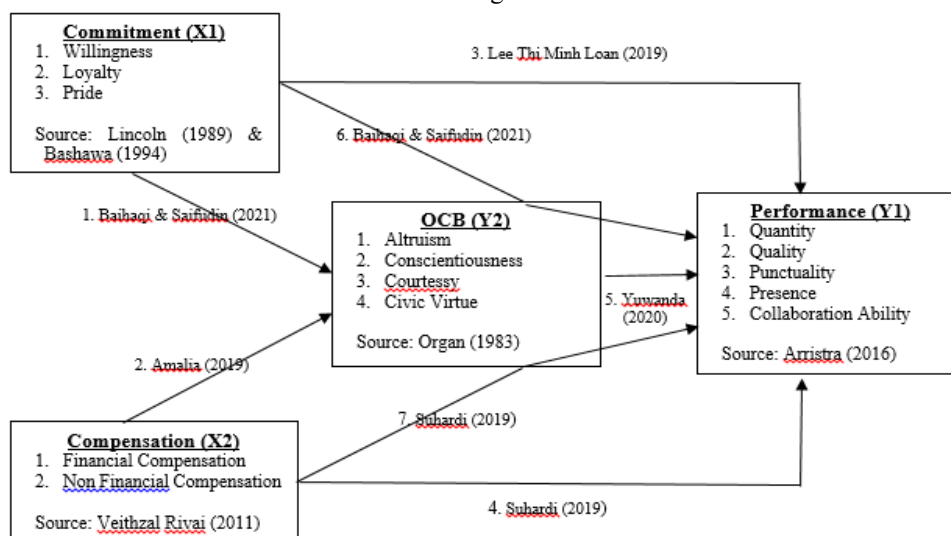 Commitment (X1)
1. Willingness
2. Loyalty
3. Pride
Source: Lincoln (1989) &
Bashawa (1994)
3. Lee Thi Minh Loan (2019)
6. Baihaqi & Saifudin (2021)
1. Baihaqi & Saifudin (2021)
OCB (Y2)
1. Altruism
2. Conscientiousness
3. Courtessy
4. Civic Virtue
Source: Organ (1983)
5. Yuwanda
(2020)
Performance (Y1)
1. Quantity
2. Quality
3. Punctuality
4. Presence
5. Collaboration Ability
Source: Arristra (2016)
2. Amalia (2019)
7. Suhardi (2019)
Compensation (X2)
1. Financial Compensation
2. Non Financial Compensation
Source: Veithzal Rivai (2011)
4. Suhardi (2019)